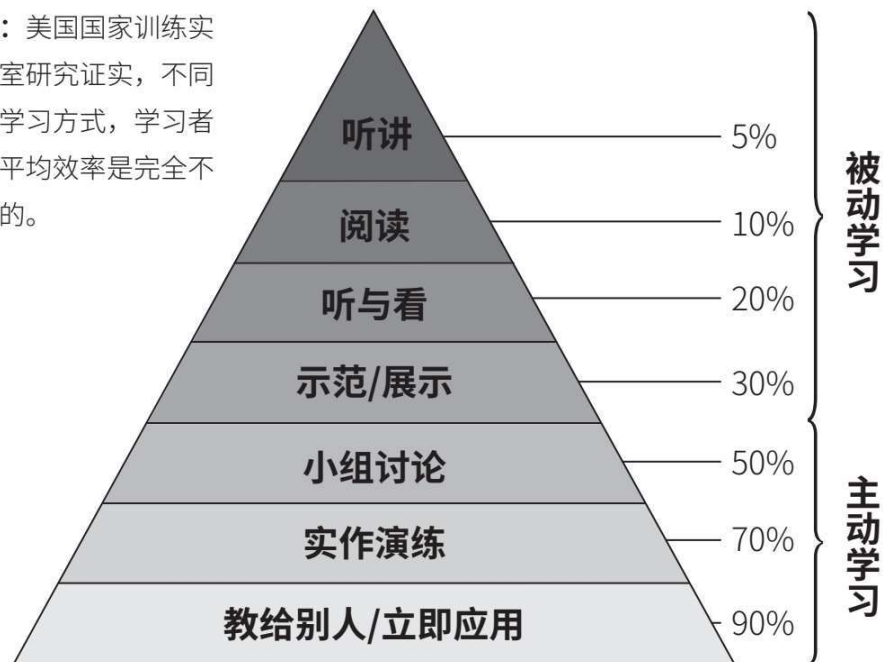 ：美国国家训练实
室研究证实，不同
学习方式，学习者
平均效率是完全不
的。
听讲
5%
阅读
10%
听与看
20%
示范/展示
30%
小组讨论
50%
实作演练
70%
教给别人/立即应用
90%
被动学习
主动学习